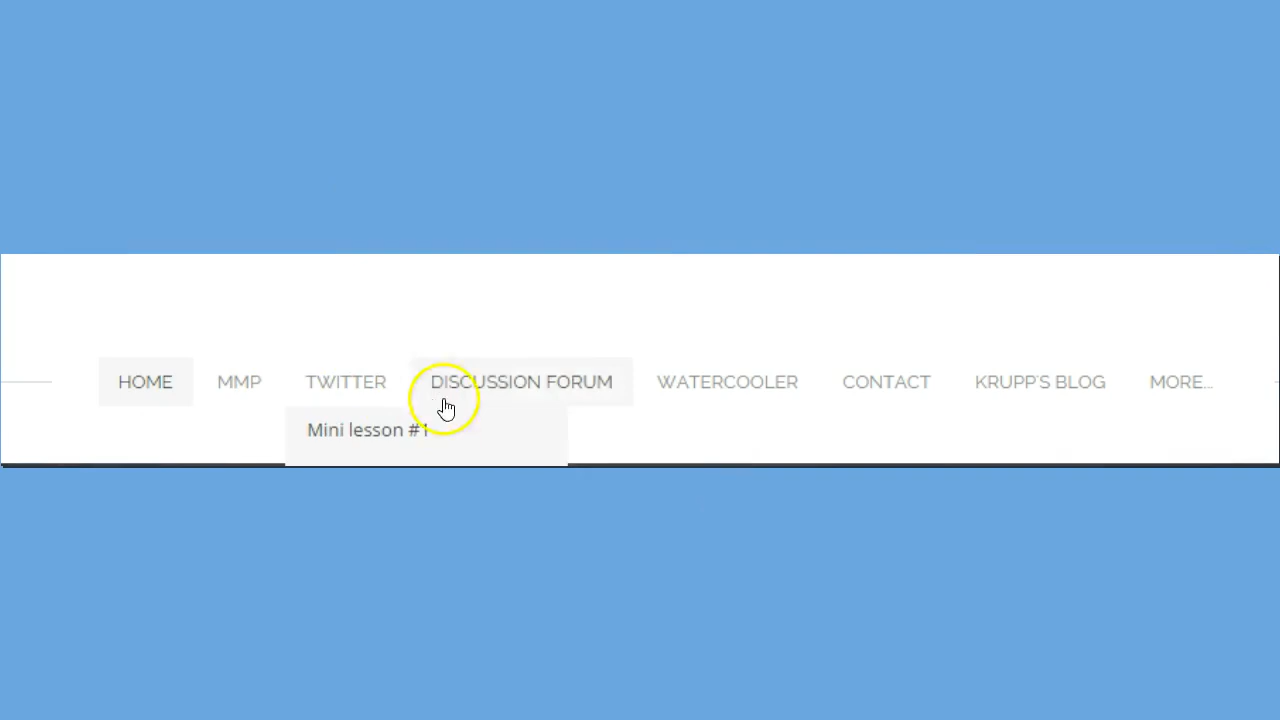 HOME MMP TWITTER DISCUSSION FORUM WATERCOOLER CONTACT KRUPP'S BLOG MORE...
Mini lesson #1